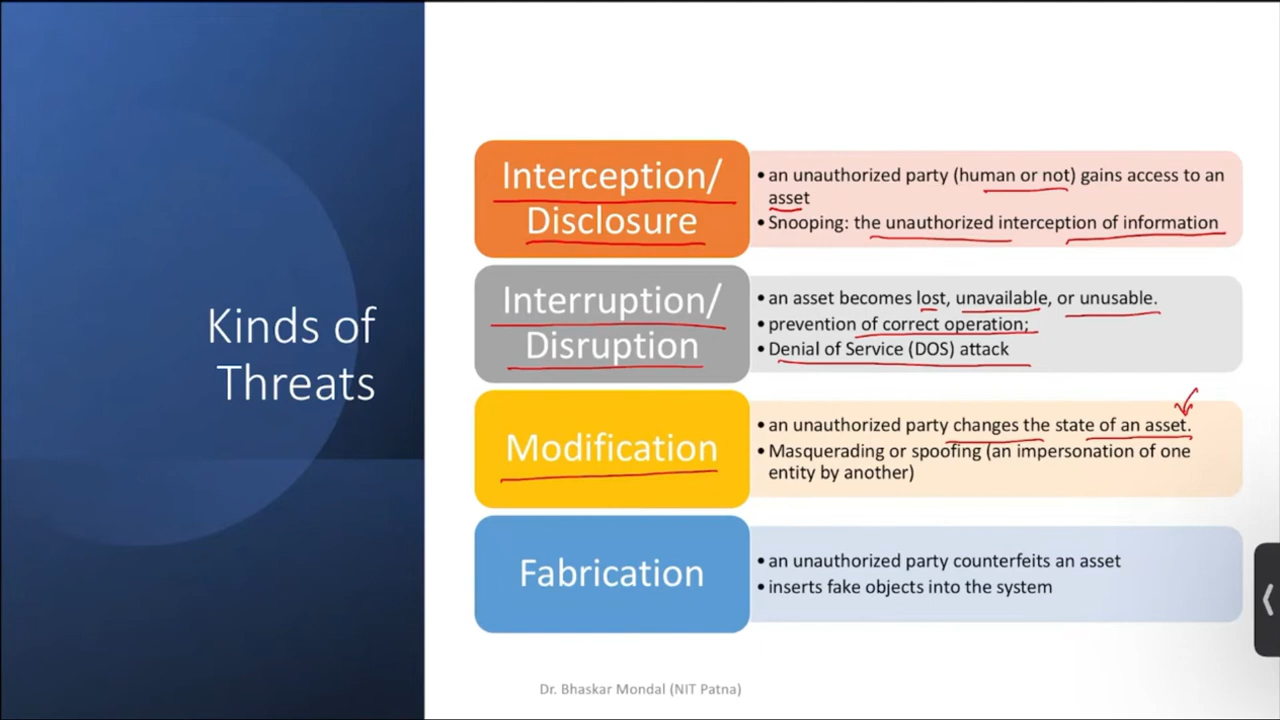 Kinds of
Threats
Interception/
Disclosure
• an unauthorized party (human or not) gains access to an
asset
• Snooping: the unauthorized interception of information
Interruption/
Disruption
• an asset becomes lost, unavailable, or unusable.
• prevention of correct operation;
• Denial of Service (DOS) attack
Modification
• an unauthorized party changes the state of an asset.
• Masquerading or spoofing (an impersonation of one
entity by another)
Fabrication
• an unauthorized party counterfeits an asset
• inserts fake objects into the system
Dr. Bhaskar Mondal (NIT Patna)